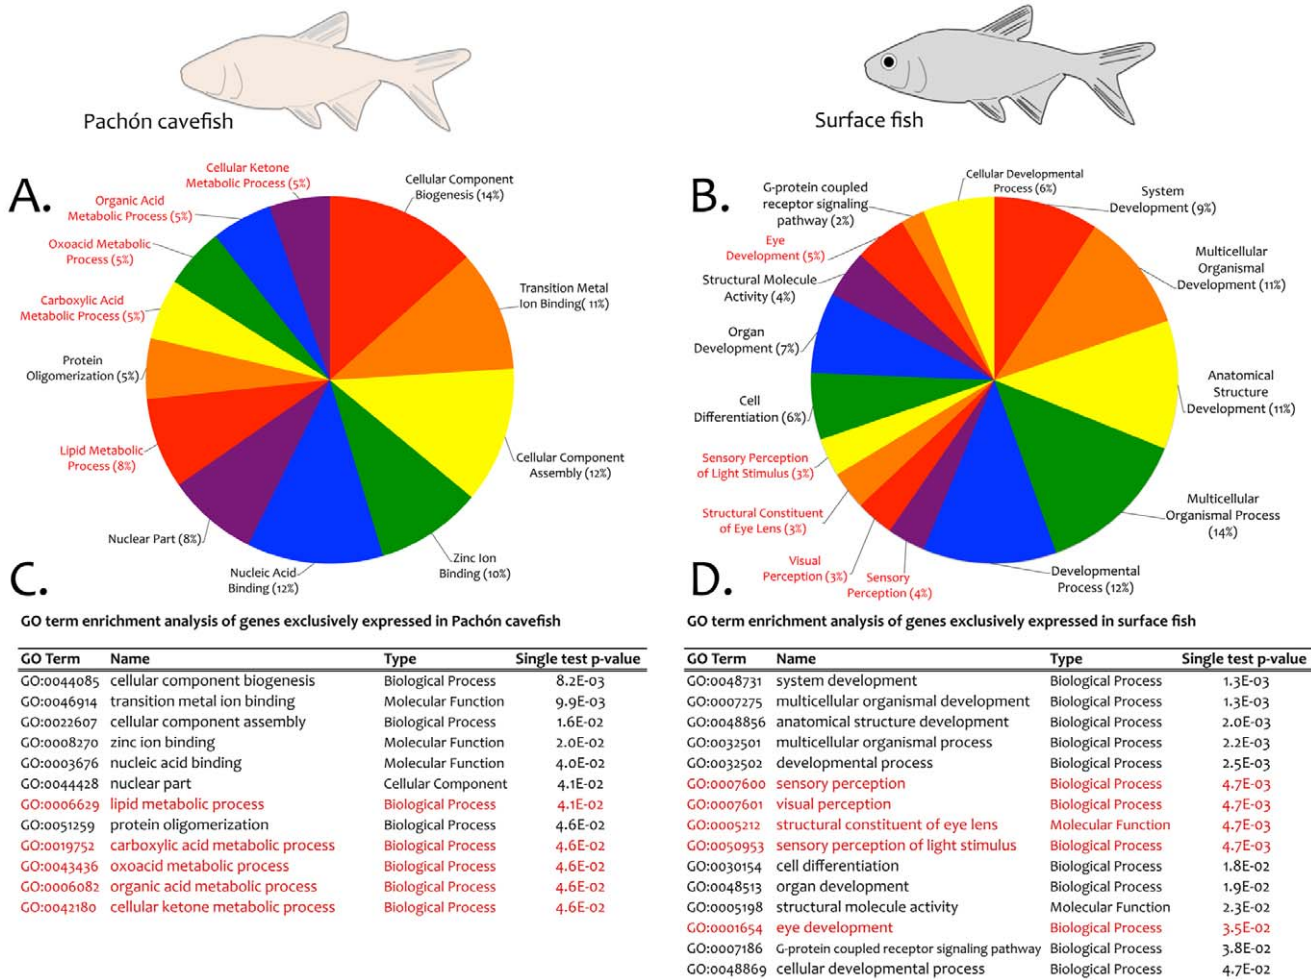 Pachón cavefish
Surface fish
A.
Cellular Ketone
Metabolic Process (5%)
Cellular Component
Biogenesis (14%)
Organic Acid
Metabolic Process (5%)
Oxoacid Metabolic
Process (5%)
Transition Metal
Ion Binding( 11%)
Carboxylic Acid
Metabolic Process (5%)
Protein
Oligomerization (5%)
Lipid Metabolic
Process (8%)
Cellular Component
Assembly (12%)
Nuclear Part (8%)
Nucleic Acid
Binding (12%)
Zinc Ion
Binding (10%)
B.
Cellular Developmental
Process (6%)
G-protein coupled
receptor signaling
pathway (2%)
System
Development (9%)
Eye
Development (5%)
Multicellular
Organismal
Development (11%)
Structural Molecule
Activity (4%)
Organ
Development (7%)
Anatomical
Structure
Development (11%)
Cell
Differentiation (6%)
Sensory Perception
of Light Stimulus (3%)
Structural Constituent
of Eye Lens (3%)
Multicellular
Organismal Process
(14%)
Visual
Perception (3%)
Sensory
Perception (4%)
Developmental
Process (12%)
C.
GO term enrichment analysis of genes exclusively expressed in Pachón cavefish
GO Term Name Type Single test p-value
GO:0044085 cellular component biogenesis Biological Process 8.2E-03
GO:0046914 transition metal ion binding Molecular Function 9.9E-03
GO:0022607 cellular component assembly Biological Process 1.6E-02
GO:0008270 zinc ion binding Molecular Function 2.0E-02
GO:0003676 nucleic acid binding Molecular Function 4.0E-02
GO:0044428 nuclear part Cellular Component 4.1E-02
GO:0006629 lipid metabolic process Biological Process 4.1E-02
GO:0051259 protein oligomerization Biological Process 4.6E-02
GO:0019752 carboxylic acid metabolic process Biological Process 4.6E-02
GO:0043436 oxoacid metabolic process Biological Process 4.6E-02
GO:0006082 organic acid metabolic process Biological Process 4.6E-02
GO:0042180 cellular ketone metabolic process Biological Process 4.6E-02
D.
GO term enrichment analysis of genes exclusively expressed in surface fish
GO Term Name Type Single test p-value
GO:0048731 system development Biological Process 1.3E-03
GO:0007275 multicellular organismal development Biological Process 1.3E-03
GO:0048856 anatomical structure development Biological Process 2.0E-03
GO:0032501 multicellular organismal process Biological Process 2.2E-03
GO:0032502 developmental process Biological Process 2.5E-03
GO:0007600 sensory perception Biological Process 4.7E-03
GO:0007601 visual perception Biological Process 4.7E-03
GO:0005212 structural constituent of eye lens Molecular Function 4.7E-03
GO:0050953 sensory perception of light stimulus Biological Process 4.7E-03
GO:0030154 cell differentiation Biological Process 1.8E-02
GO:0048513 organ development Biological Process 1.9E-02
GO:0005198 structural molecule activity Molecular Function 2.3E-02
GO:0001654 eye development Biological Process 3.5E-02
GO:0007186 G-protein coupled receptor signaling pathway Biological Process 3.8E-02
GO:0048869 cellular developmental process Biological Process 4.7E-02